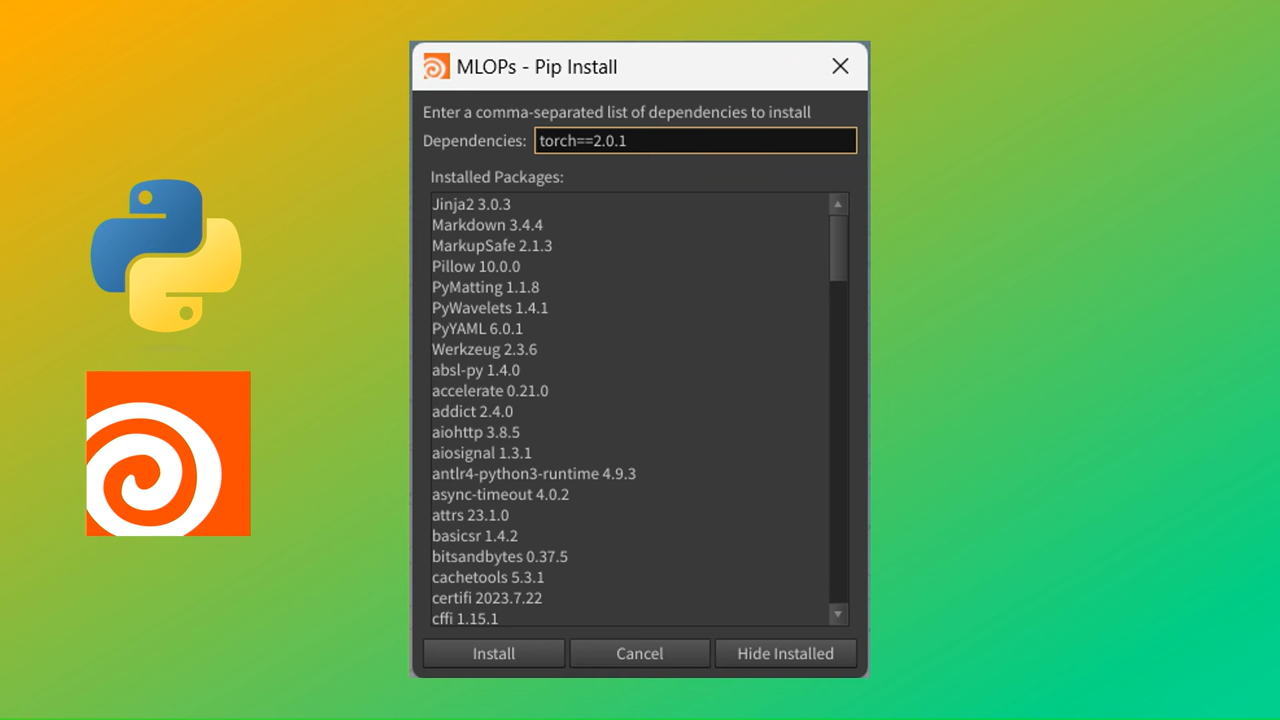 MLOPs - Pip Install
Enter a comma-separated list of dependencies to install
Dependencies: torch==2.0.1
Installed Packages:
Jinja2 3.0.3
Markdown 3.4.4
MarkupSafe 2.1.3
Pillow 10.0.0
PyMatting 1.1.8
PyWavelets 1.4.1
PyYAML 6.0.1
Werkzeug 2.3.6
absl-py 1.4.0
accelerate 0.21.0
addict 2.4.0
aiohttp 3.8.5
aiosignal 1.3.1
antlr4-python3-runtime 4.9.3
async-timeout 4.0.2
attrs 23.1.0
basicsr 1.4.2
bitsandbytes 0.37.5
cachetools 5.3.1
certifi 2023.7.22
cffi 1.15.1
Install Cancel Hide Installed